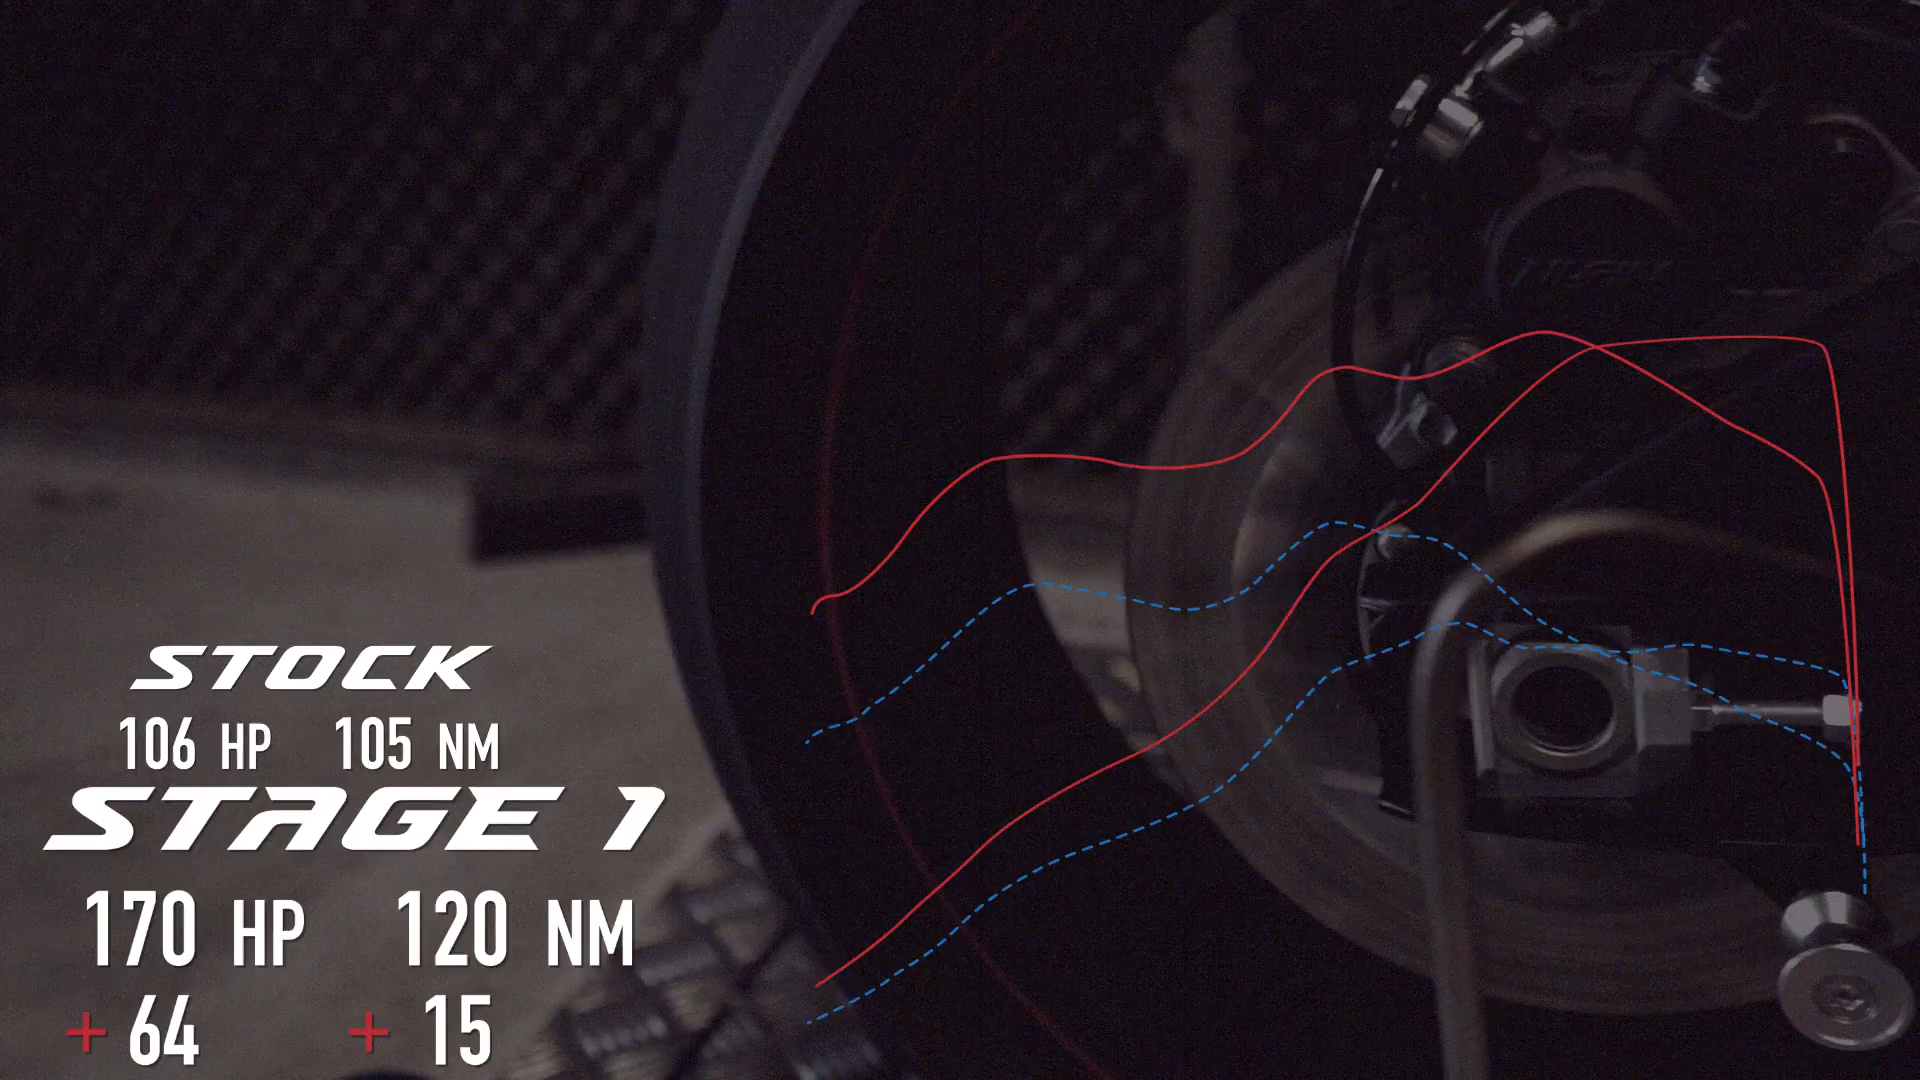 STOCK
106 HP 105 NM
STAGE 1
170 HP 120 NM
+ 64 + 15